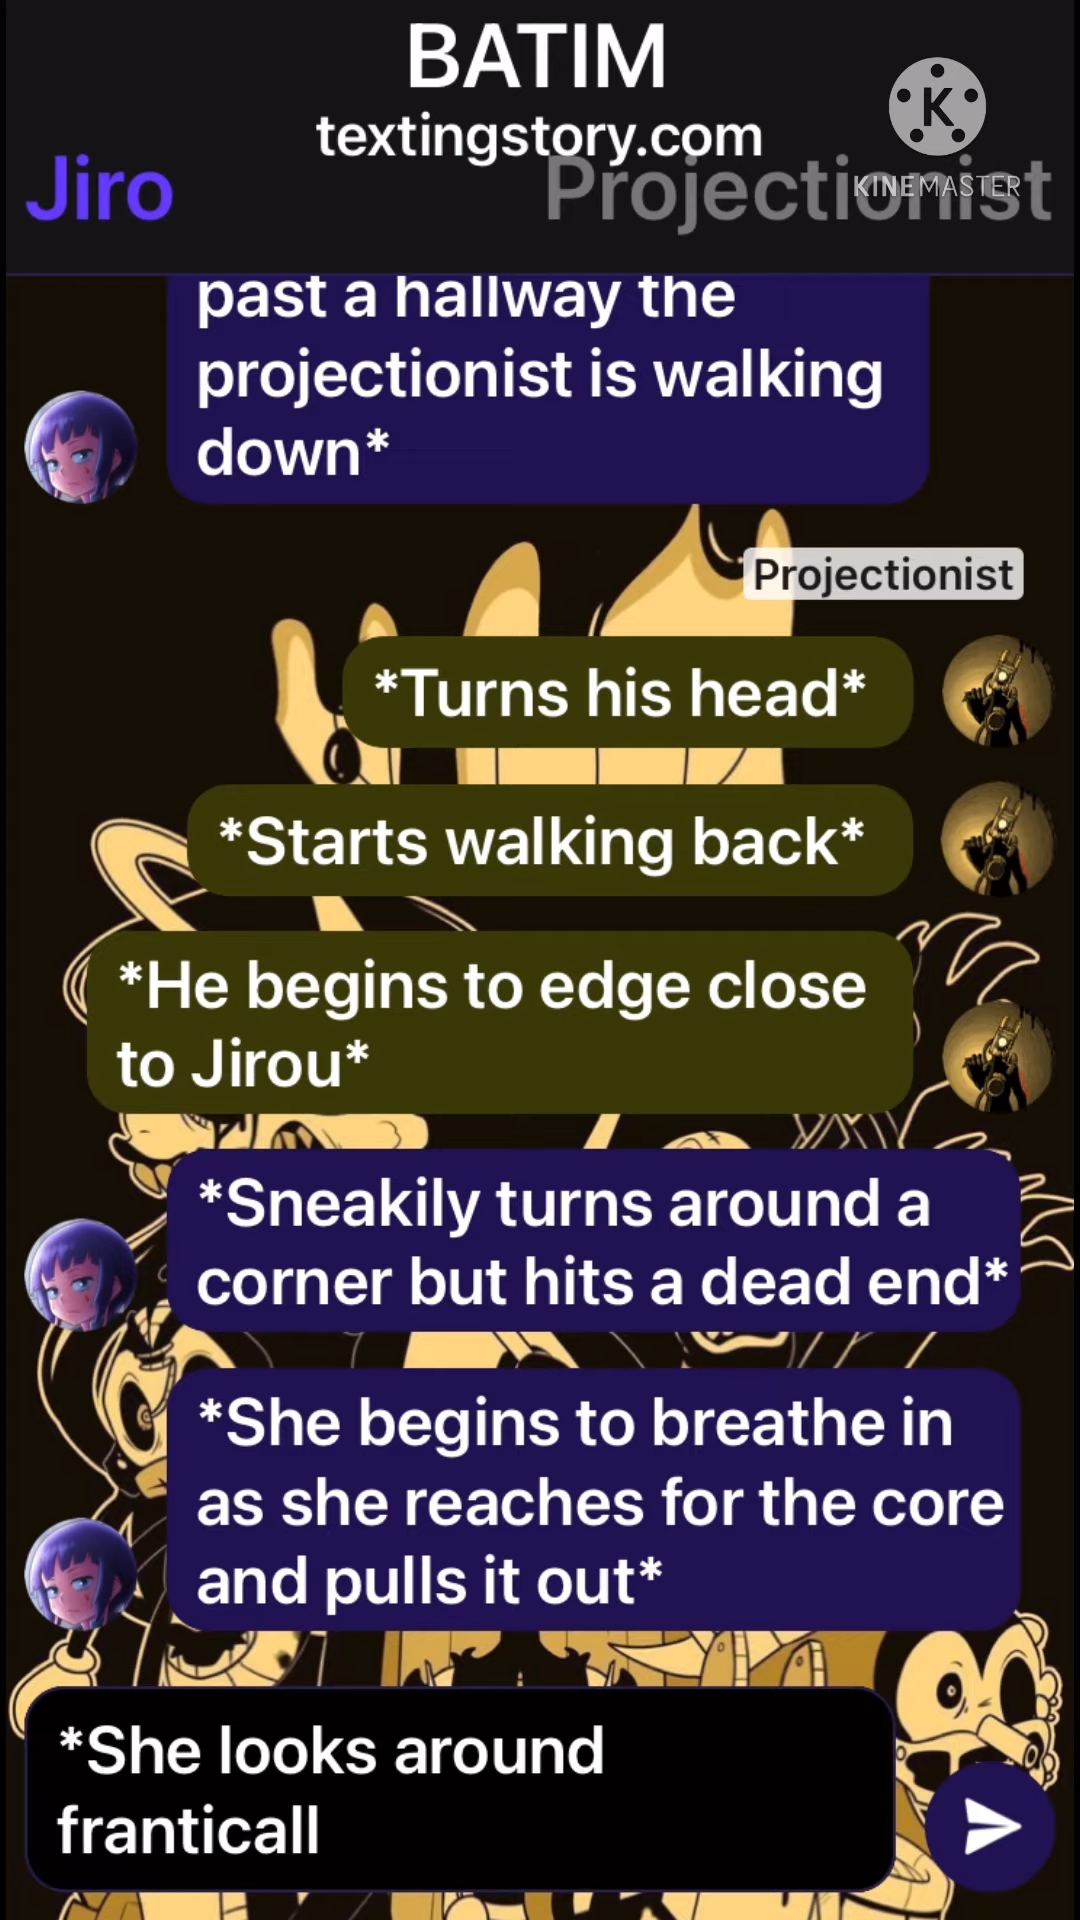 BATIM
textingstory.com
K
KINEMASTER
Jiro
Projectionist
past a hallway the
projectionist is walking
down*
Projectionist
*Turns his head*
*Starts walking back*
*He begins to edge close
to Jirou*
*Sneakily turns around a
corner but hits a dead end*
*She begins to breathe in
as she reaches for the core
and pulls it out*
*She looks around
franticall